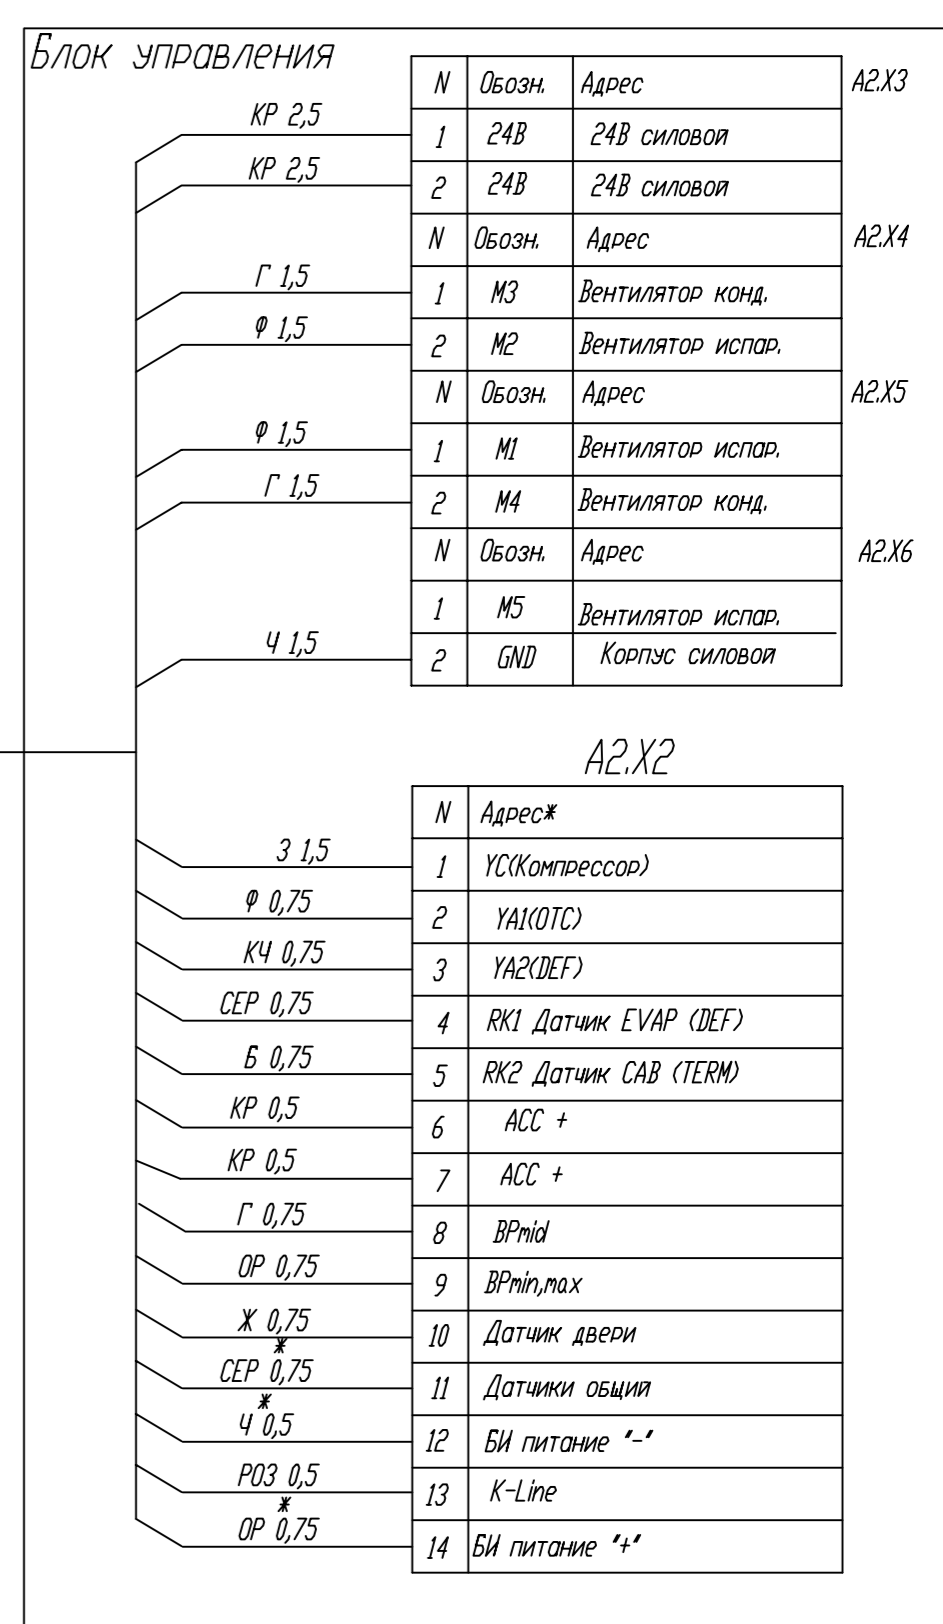 Блок управления
N Обозн. Адрес A2.X3
КР 2,5 1 24В 24В силовой
КР 2,5 2 24В 24В силовой
N Обозн. Адрес A2.X4
Г 1,5 1 M3 Вентилятор конд.
Ф 1,5 2 M2 Вентилятор испар.
N Обозн. Адрес A2.X5
Ф 1,5 1 M1 Вентилятор испар.
Г 1,5 2 M4 Вентилятор конд.
N Обозн. Адрес A2.X6
1 M5 Вентилятор испар.
Ч 1,5 2 GND Корпус силовой
A2.X2
N Адрес*
З 1,5 1 YC(Компрессор)
Ф 0,75 2 YA1(OTC)
КЧ 0,75 3 YA2(DEF)
СЕР 0,75 4 RK1 Датчик EVAP (DEF)
Б 0,75 5 RK2 Датчик CAB (TERM)
КР 0,5 6 ACC +
КР 0,5 7 ACC +
Г 0,75 8 BPmid
ОР 0,75 9 BPmin,max
Ж 0,75 10 Датчик двери
*
СЕР 0,75 11 Датчики общий
*
Ч 0,5 12 БИ питание "-"
РОЗ 0,5 13 K-Line
*
ОР 0,75 14 БИ питание "+"